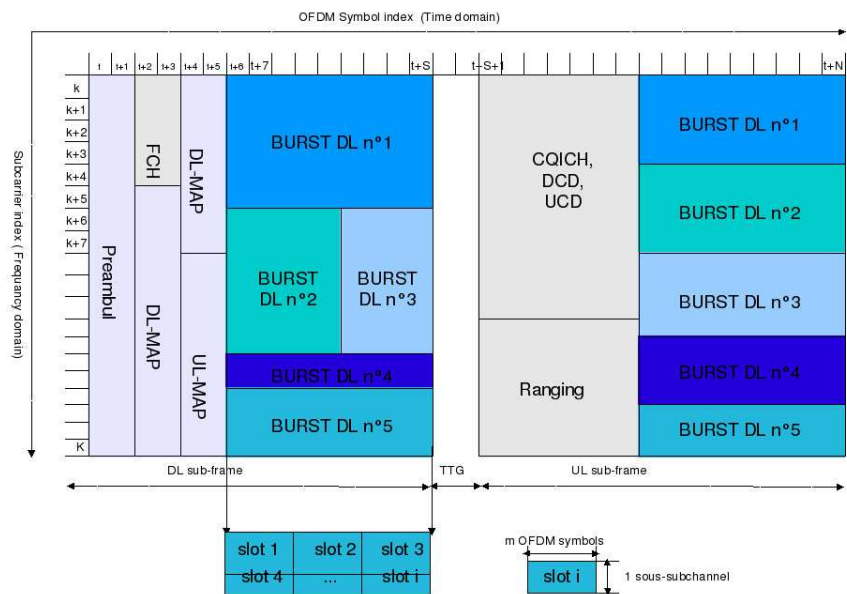 OFDM Symbol index (Time domain)
t t+1 t+2 t+3 t+4 t+5 t+6 t+7 t+S t-S+1 t+N
Subcarrier index ( Frequancy domain)
k
k+1
k+2
k+3
k+4
k+5
k+6
k+7
K
Preambul
FCH
DL-MAP
DL-MAP
UL-MAP
BURST DL n°1
BURST
DL n°2
BURST
DL n°3
BURST DL n°4
BURST DL n°5
CQICH,
DCD,
UCD
Ranging
BURST DL n°1
BURST DL n°2
BURST DL n°3
BURST DL n°4
BURST DL n°5
DL sub-frame
TTG
UL sub-frame
slot 1 slot 2 slot 3
slot 4 ... slot i
m OFDM symbols
slot i
1 sous-subchannel